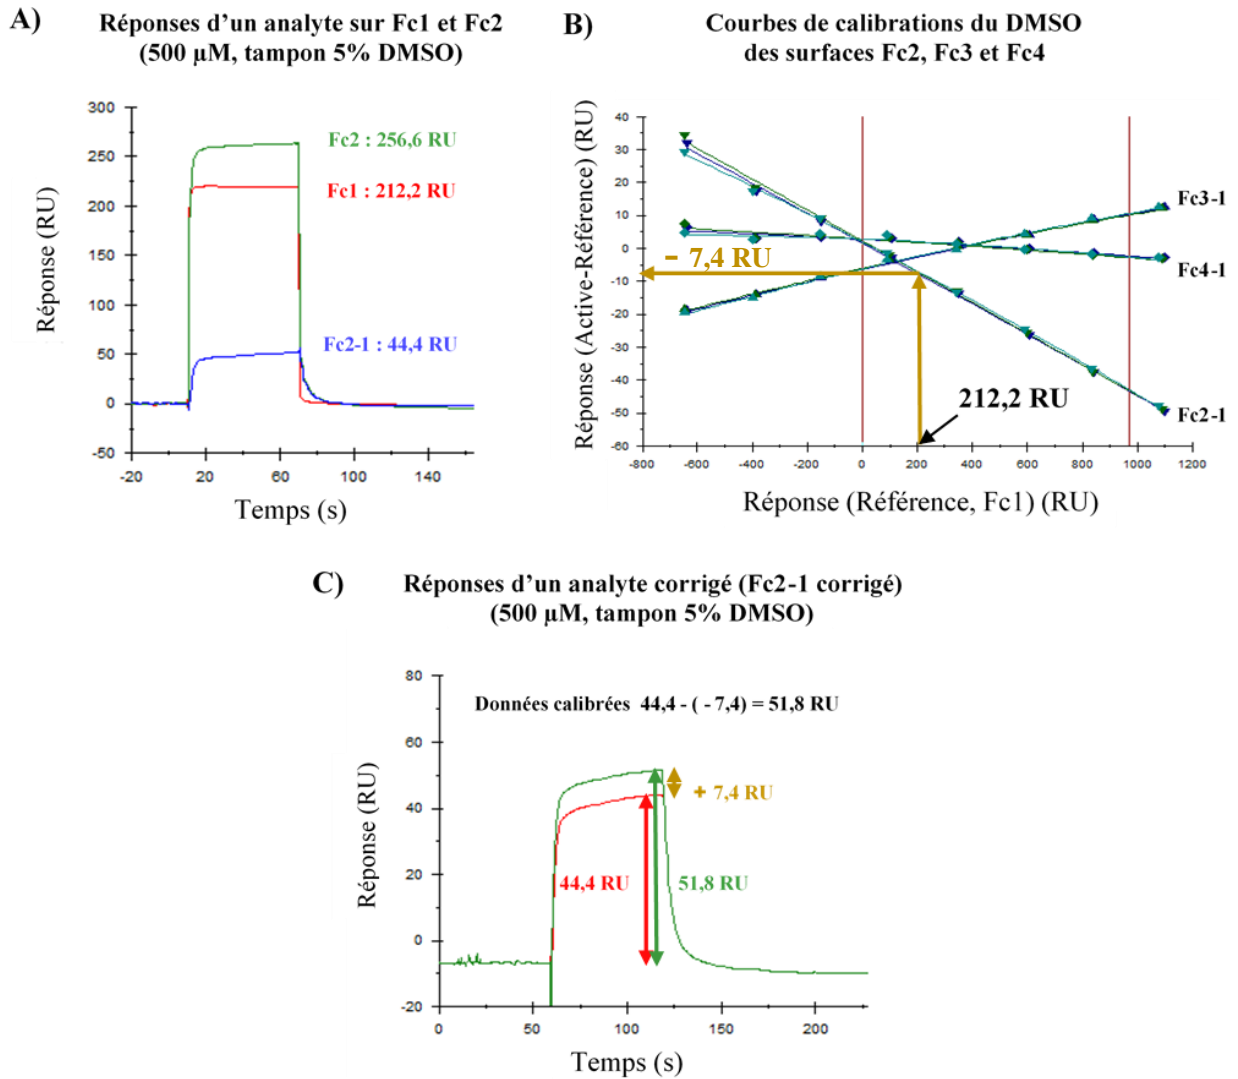 A)
Réponses d’un analyte sur Fc1 et Fc2
(500 µM, tampon 5% DMSO)
300
250
200
150
100
50
0
-50
-20
20
60
100
140
Réponse (RU)
Temps (s)
Fc2 : 256,6 RU
Fc1 : 212,2 RU
Fc2-1 : 44,4 RU
B)
Courbes de calibrations du DMSO
des surfaces Fc2, Fc3 et Fc4
40
30
20
10
0
-10
-20
-30
-40
-50
-60
-800
-600
-400
-200
0
200
400
600
800
1000
1200
Réponse (Active-Référence) (RU)
Réponse (Référence, Fc1) (RU)
- 7,4 RU
212,2 RU
Fc3-1
Fc4-1
Fc2-1
C)
Réponses d’un analyte corrigé (Fc2-1 corrigé)
(500 µM, tampon 5% DMSO)
80
60
40
20
0
-20
0
50
100
150
200
Réponse (RU)
Temps (s)
Données calibrées 44,4 - ( - 7,4) = 51,8 RU
+ 7,4 RU
44,4 RU
51,8 RU